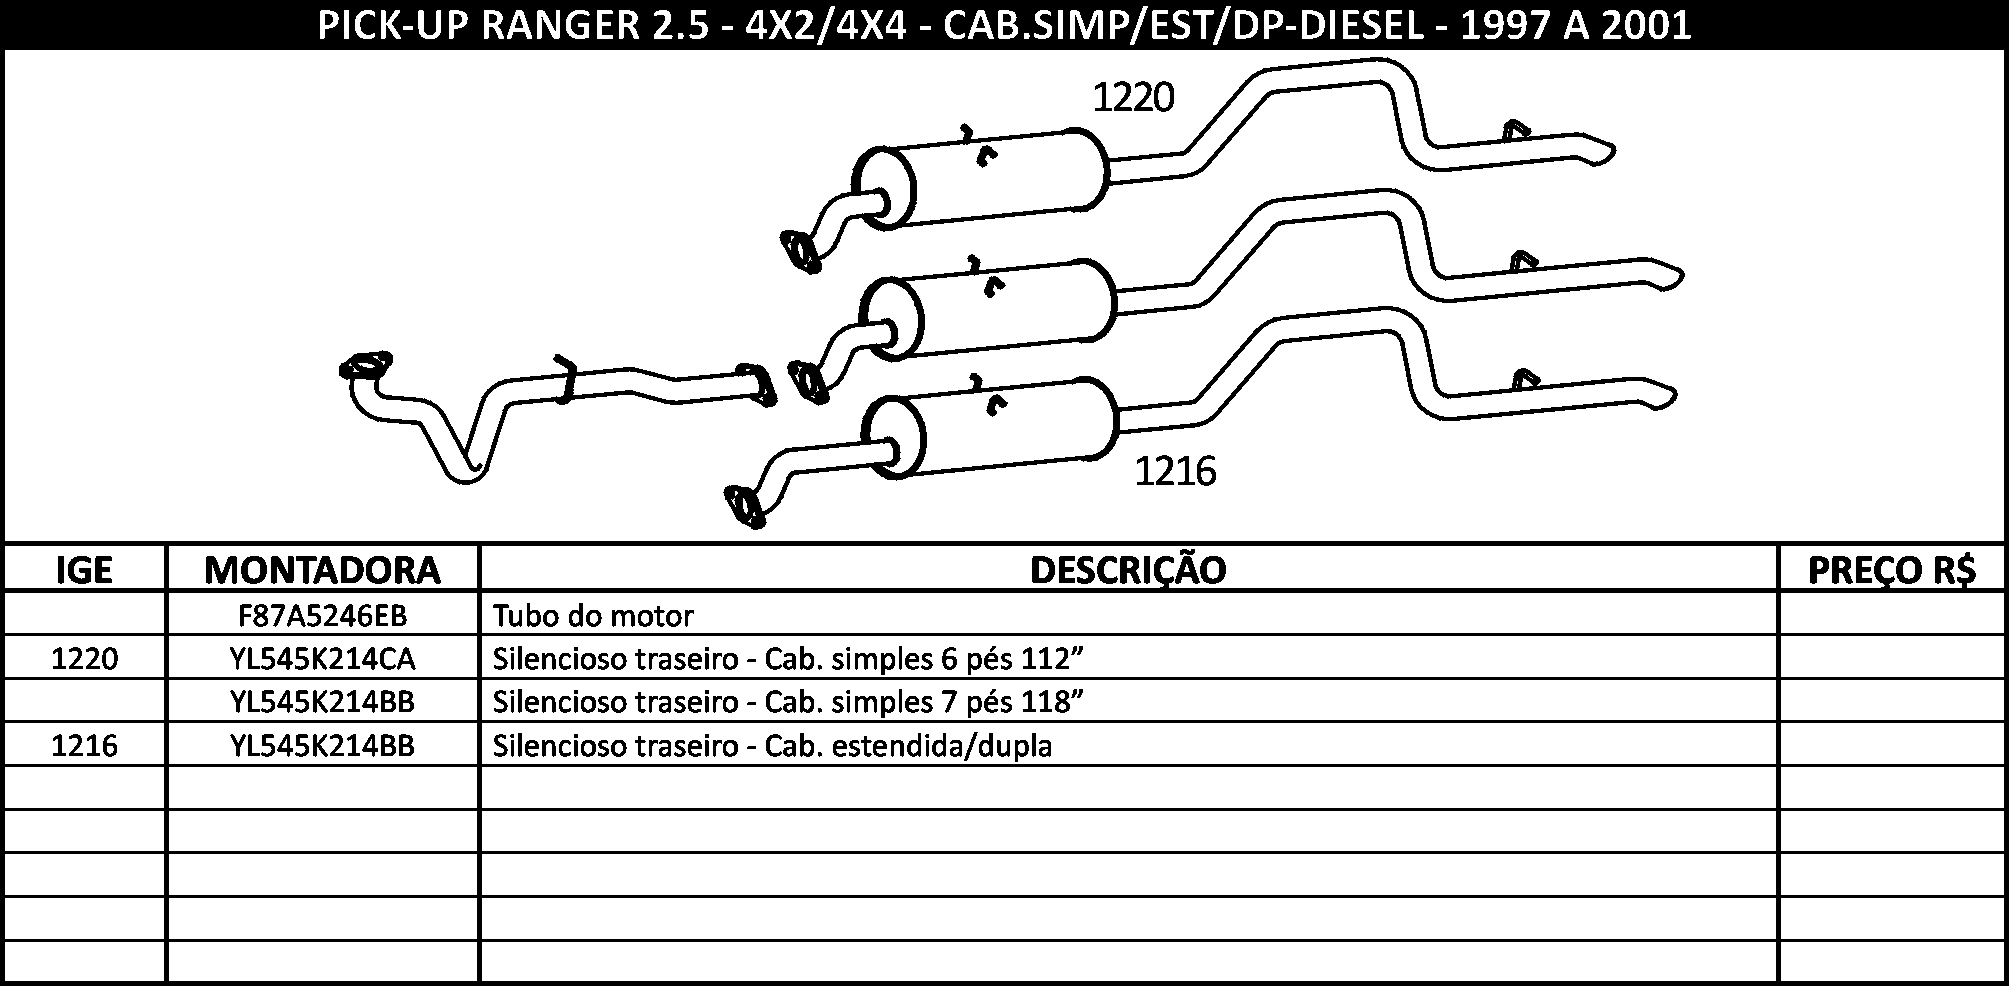 PICK-UP RANGER 2.5 - 4X2/4X4 - CAB.SIMP/EST/DP-DIESEL - 1997 A 2001
1220
1216
IGE MONTADORA DESCRIÇÃO PREÇO R$
F87A5246EB Tubo do motor
1220 YL545K214CA Silencioso traseiro - Cab. simples 6 pés 112”
YL545K214BB Silencioso traseiro - Cab. simples 7 pés 118”
1216 YL545K214BB Silencioso traseiro - Cab. estendida/dupla